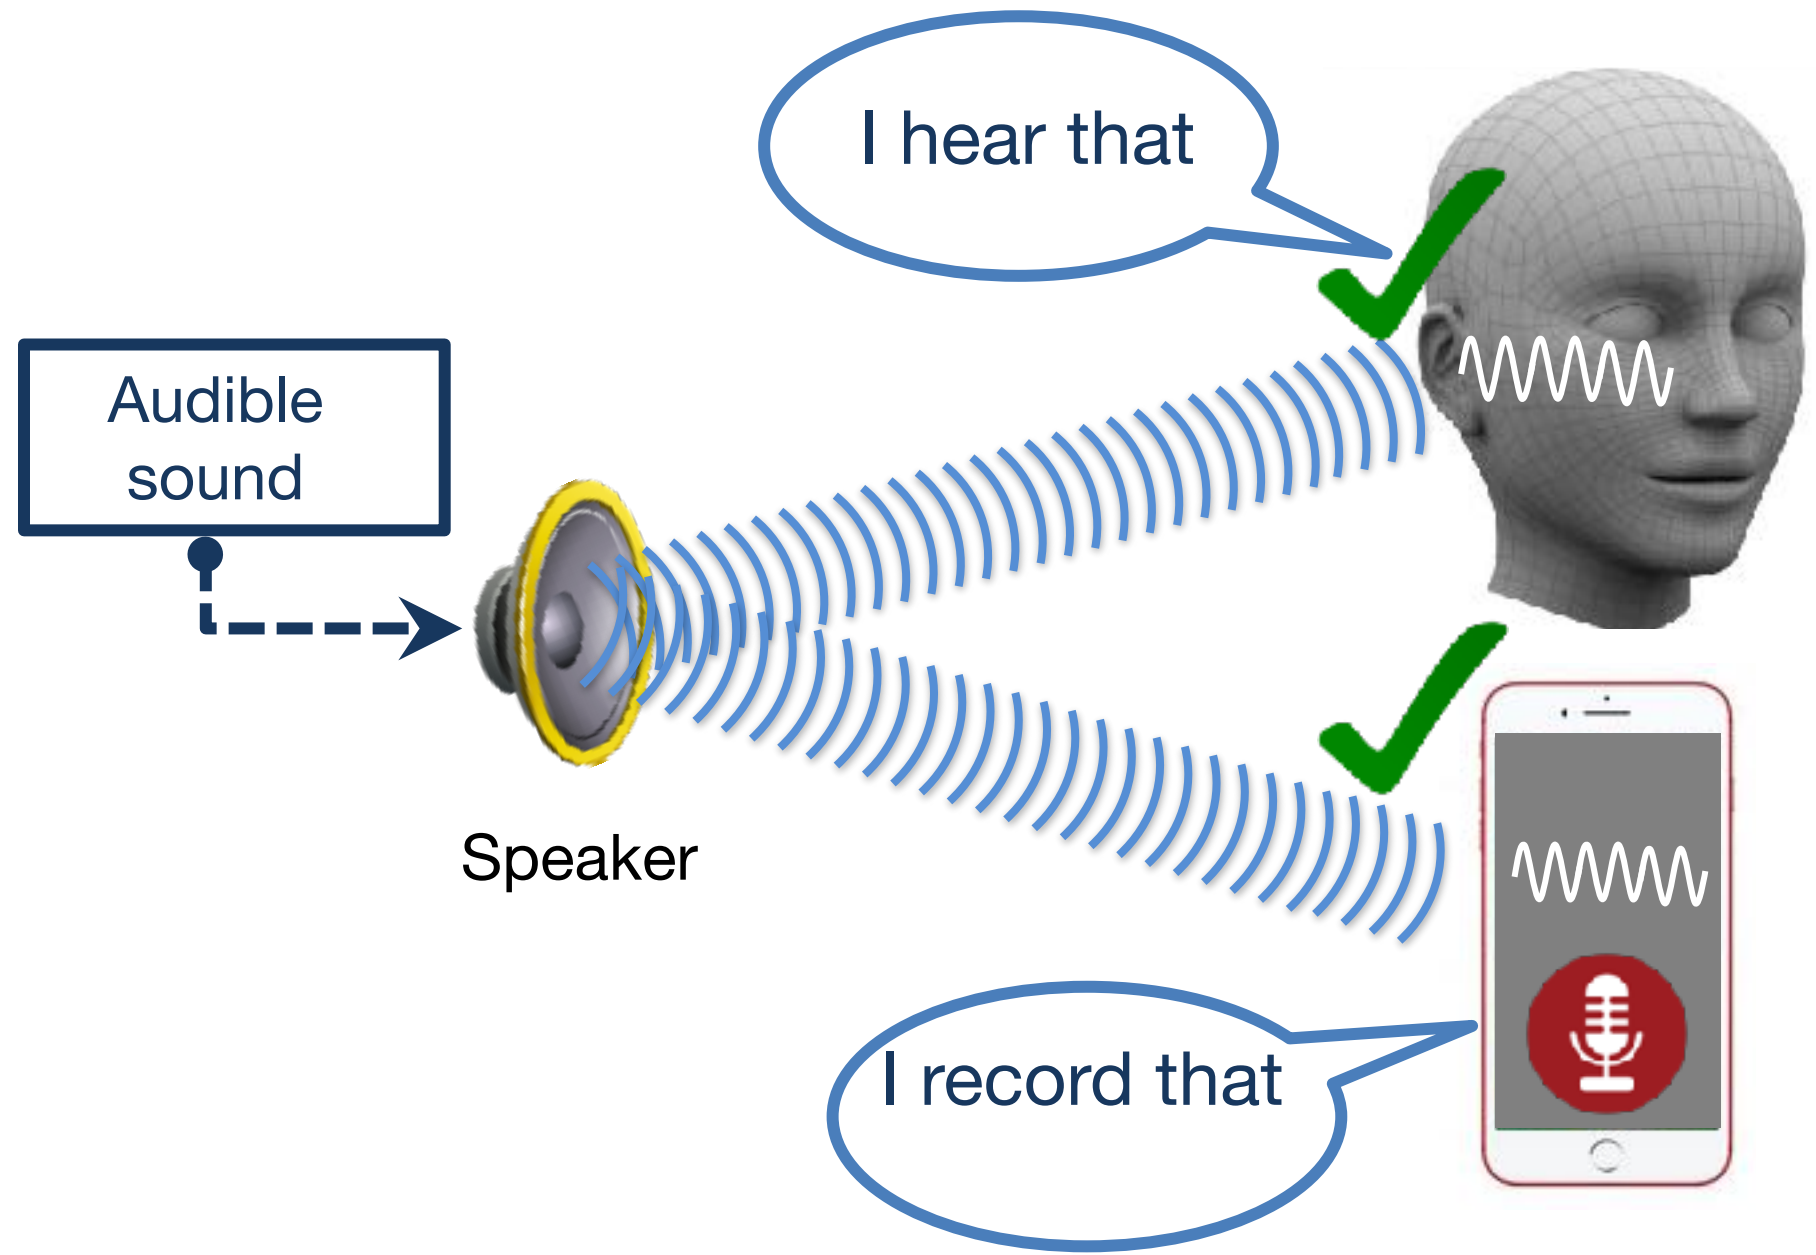 I hear that
Audible
sound
Speaker
I record that